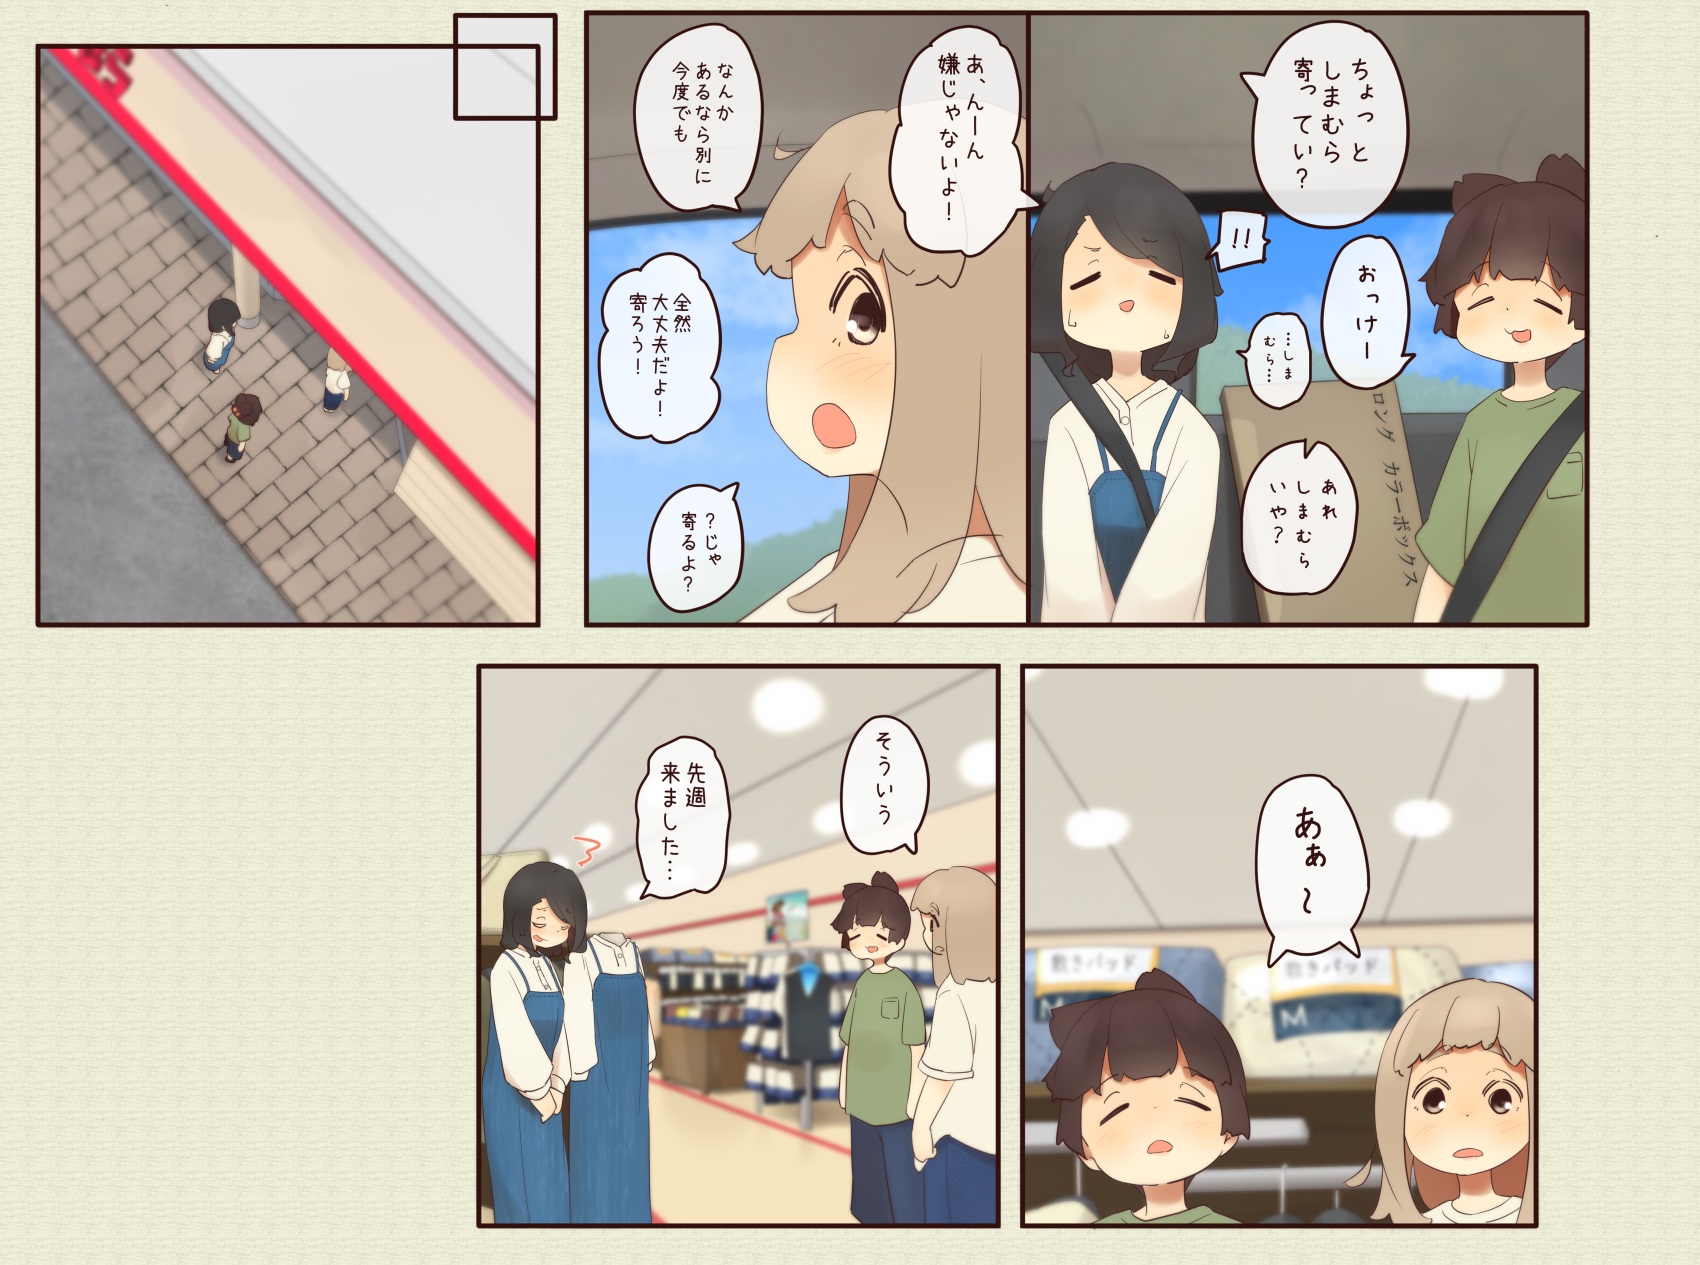 ちょっと
しまむら
寄ってい？
おっけー
!!
…しま
むら…
あれ
しまむら
いや？
ロング カラーボックス
あ、んーん
嫌じゃないよ！
なんか
あるなら別に
今度でも
全然
大丈夫だよ！
寄ろう！
？じゃ
寄るよ？
ああ～
敷きパッド
M
敷きパッド
M
そういう
先週
来ました…